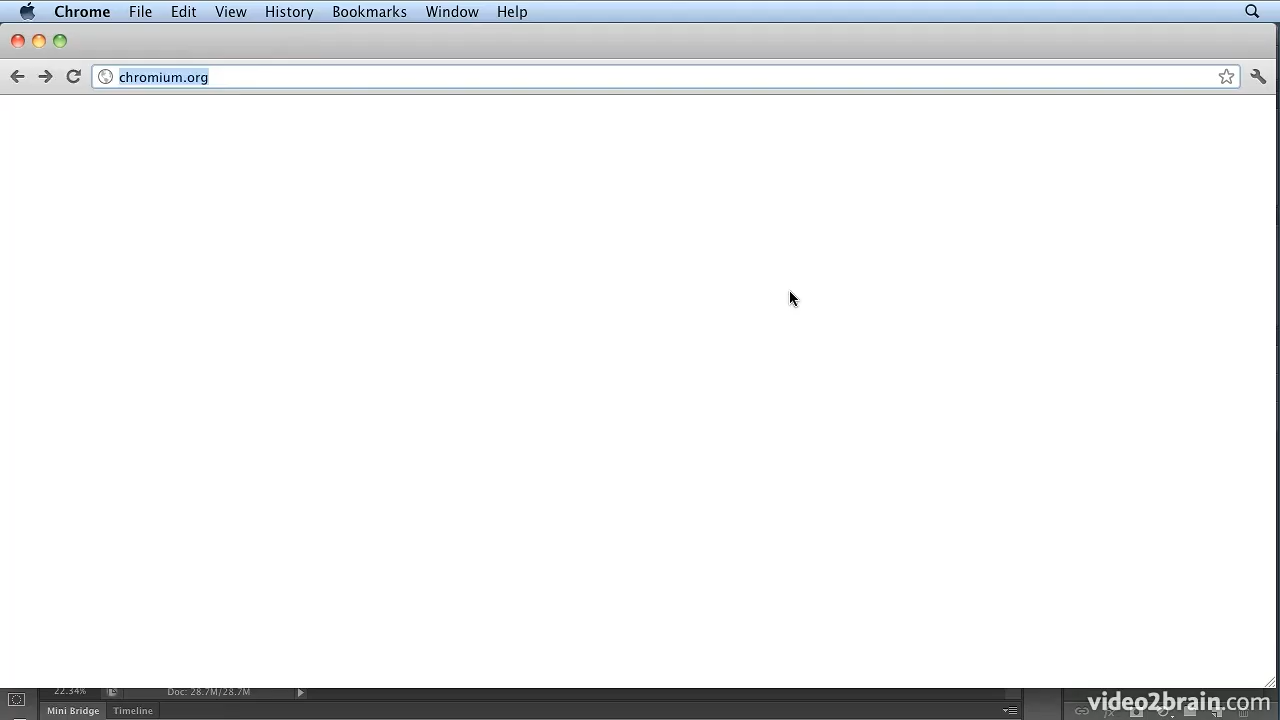 Chrome File Edit View History Bookmarks Window Help
chromium.org
22.34% Doc: 28.7M/28.7M
Mini Bridge Timeline
video2brain.com